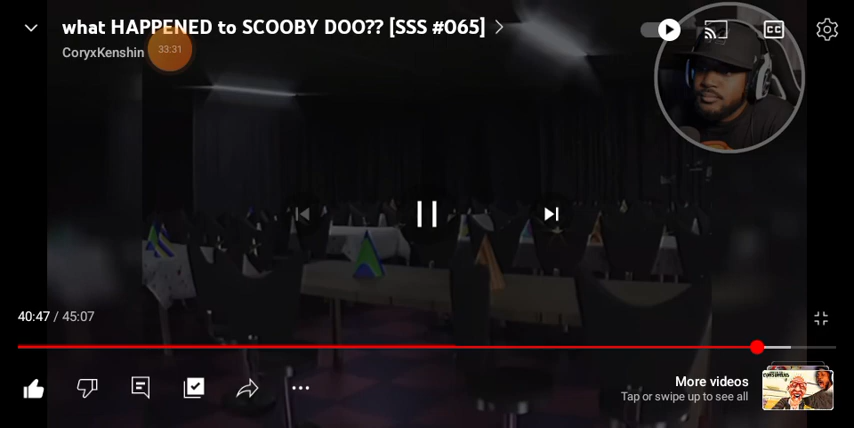 what HAPPENED to SCOOBY DOO?? [SSS #065]
CoryxKenshin
33:31
CC
40:47 / 45:07
More videos
Tap or swipe up to see all